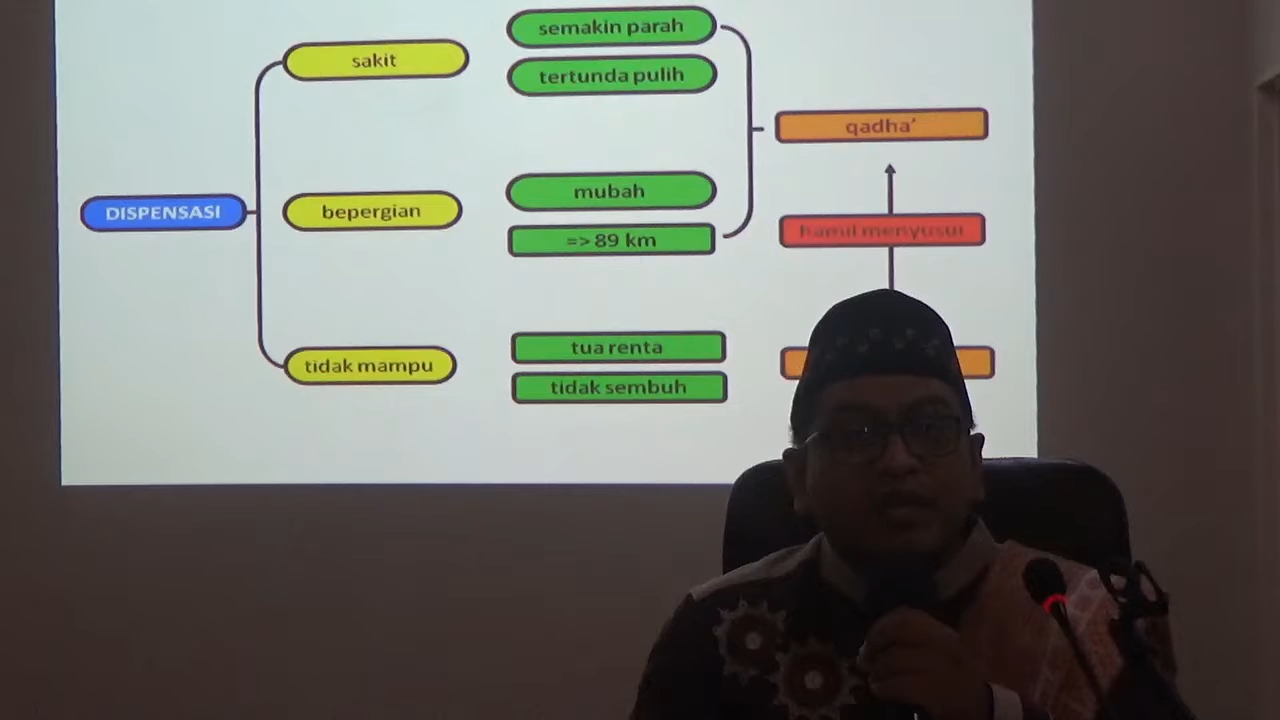 DISPENSASI
sakit
bepergian
tidak mampu
semakin parah
tertunda pulih
mubah
=> 89 km
tua renta
tidak sembuh
qadha'
hamil menyusui